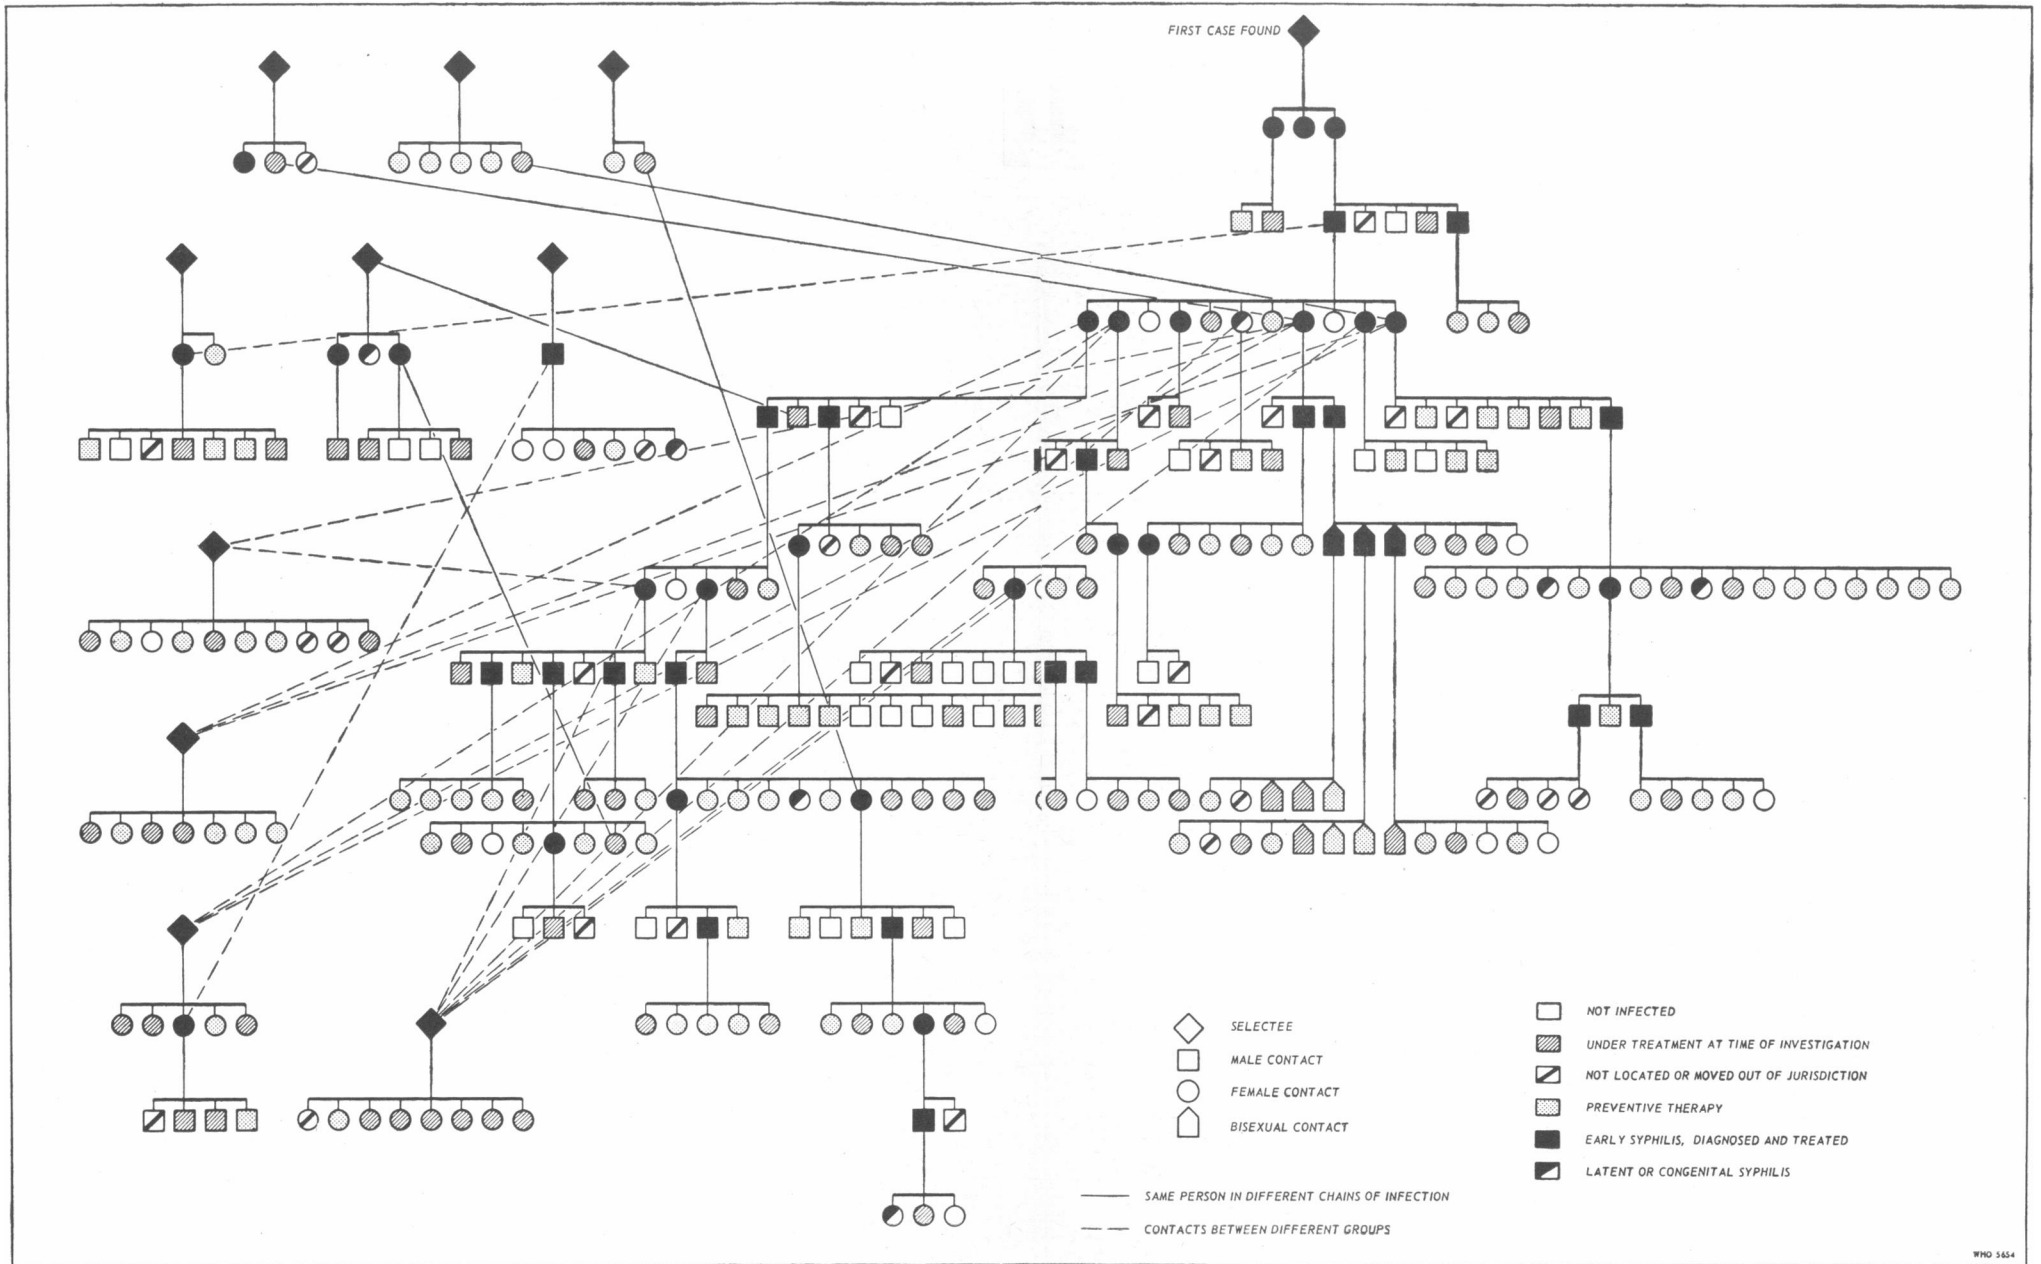 FIRST CASE FOUND
SELECTEE
MALE CONTACT
FEMALE CONTACT
BISEXUAL CONTACT
NOT INFECTED
UNDER TREATMENT AT TIME OF INVESTIGATION
NOT LOCATED OR MOVED OUT OF JURISDICTION
PREVENTIVE THERAPY
EARLY SYPHILIS, DIAGNOSED AND TREATED
LATENT OR CONGENITAL SYPHILIS
SAME PERSON IN DIFFERENT CHAINS OF INFECTION
CONTACTS BETWEEN DIFFERENT GROUPS
WHO 5654